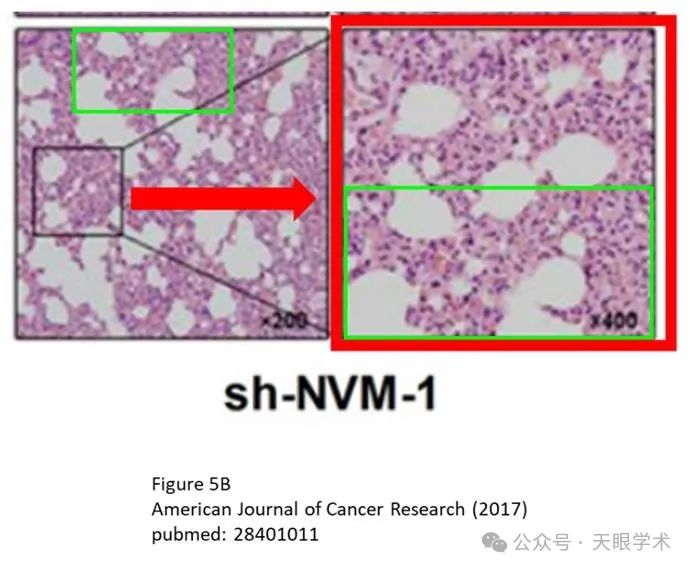 ×200
×400
sh-NVM-1
Figure 5B
American Journal of Cancer Research (2017)
pubmed: 28401011
公众号·天眼学术